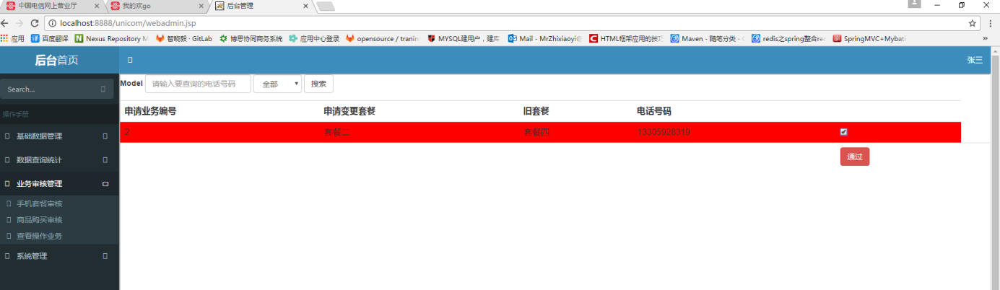 中国电信网上营业厅 我的欢go 后台管理
localhost:8888/unicom/webadmin.jsp
应用 百度翻译 Nexus Repository M 智晓毅 · GitLab 博思协同商务系统 应用中心登录 opensource / tranin MYSQL建用户，建库 Mail - MrZhixiaoyi@ HTML框架应用的技巧 Maven - 随笔分类 - redis之spring整合re SpringMVC+Mybati »
后台首页 张三
Search...
Model 请输入要查询的电话号码 全部 搜索
操作手册
申请业务编号 申请变更套餐 旧套餐 电话号码
2 套餐二 套餐四 13305928319
通过
基础数据管理
数据查询统计
业务审核管理
手机套餐审核
商品购买审核
查看操作业务
系统管理